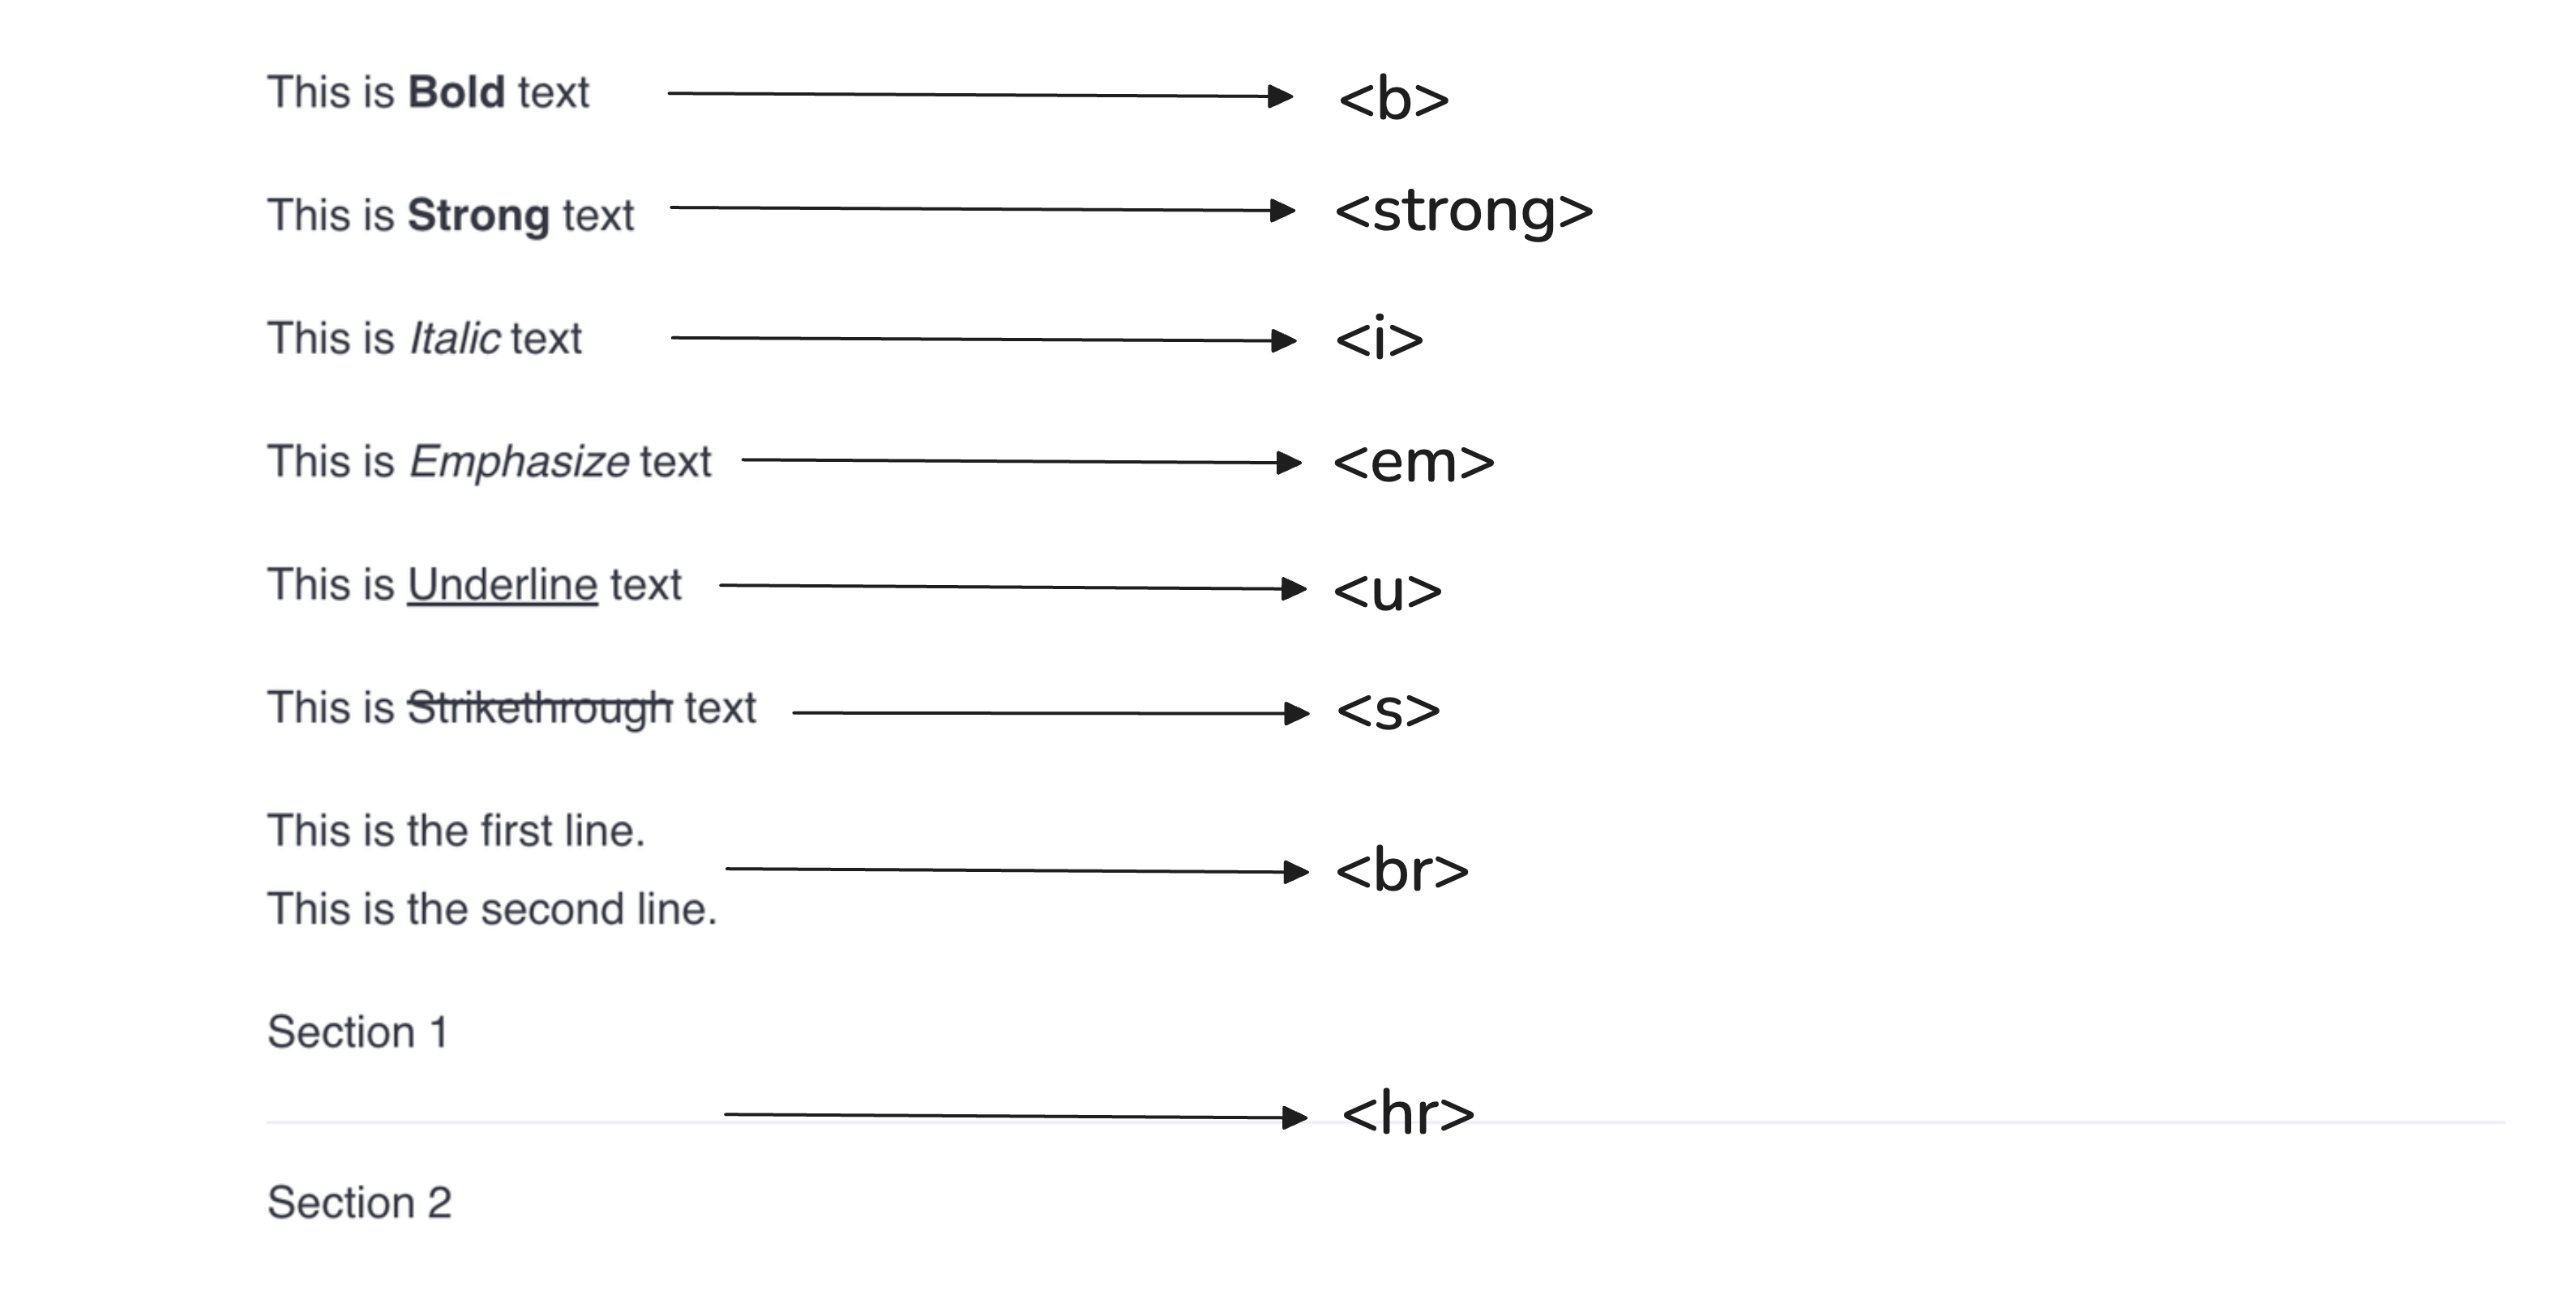 This is Bold text <b>
This is Strong text <strong>
This is Italic text <i>
This is Emphasize text <em>
This is Underline text <u>
This is Strikethrough text <s>
This is the first line.
<br>
This is the second line.
Section 1
<hr>
Section 2